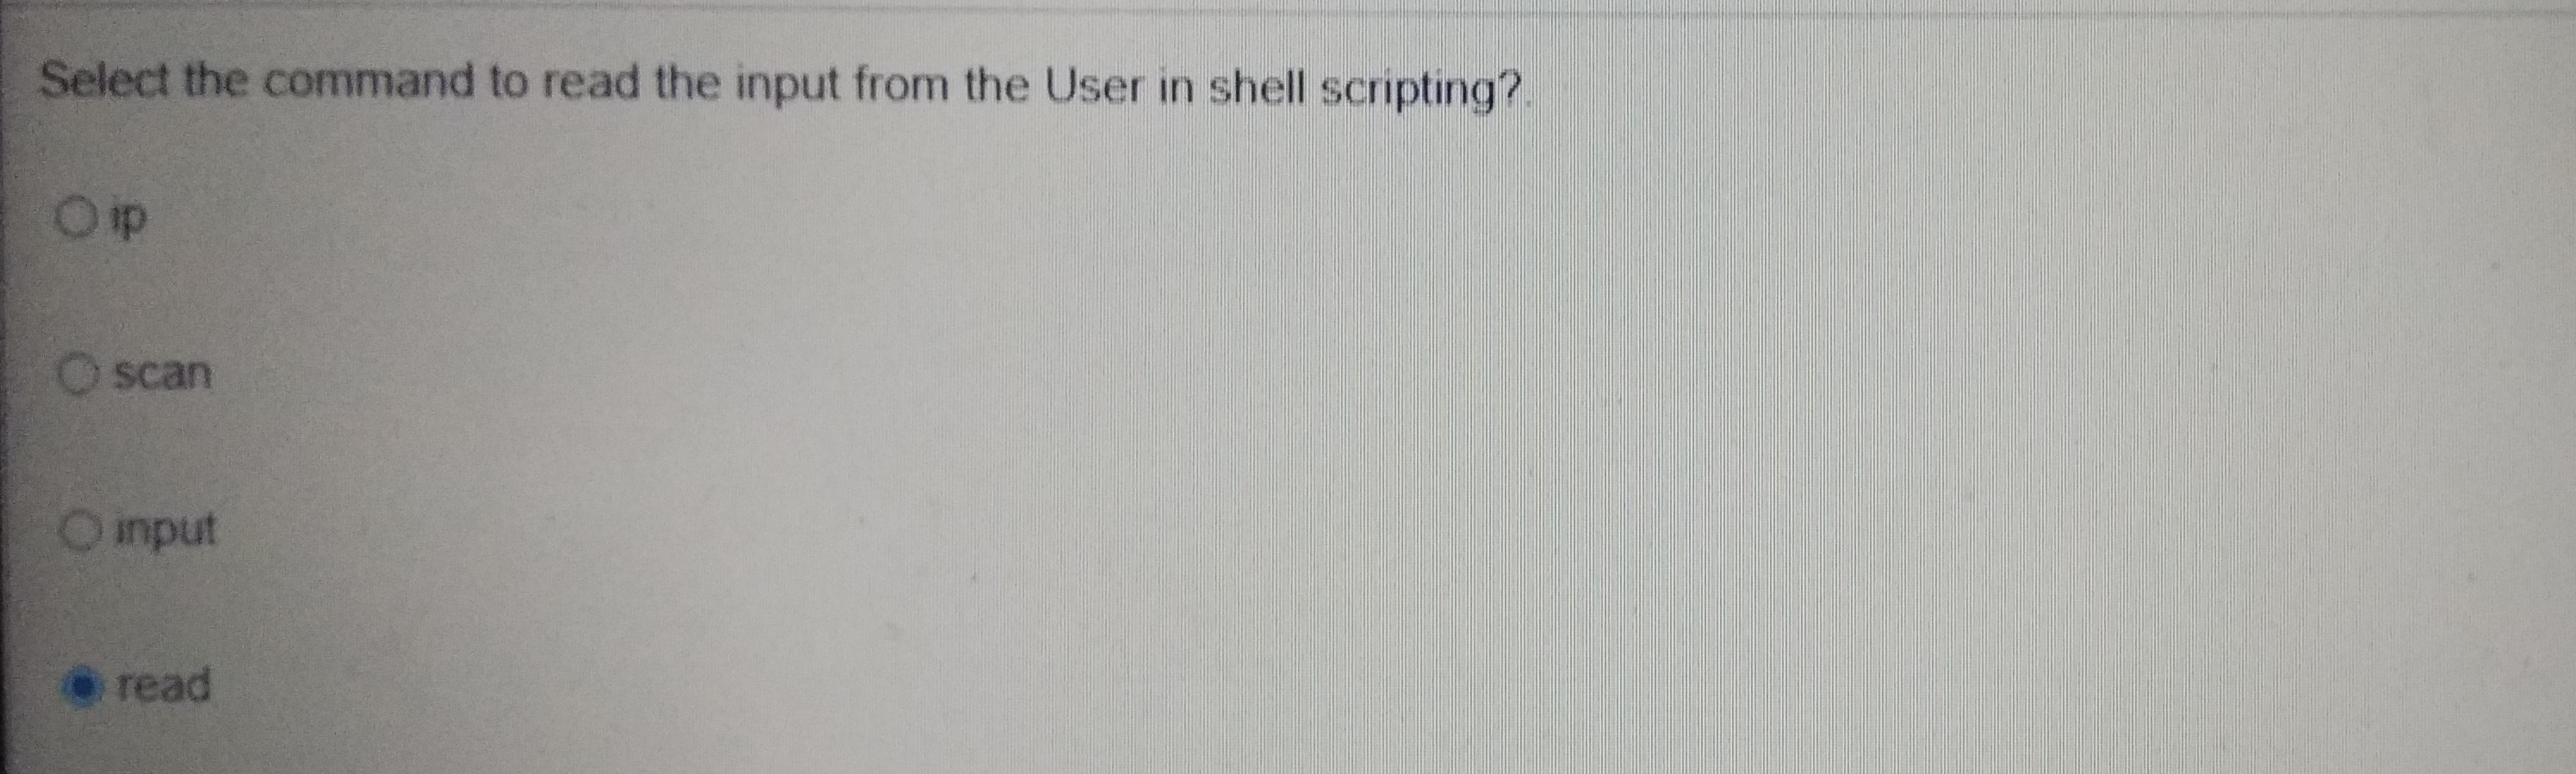 Select the command to read the input from the User in shell scripting?.
ip
scan
input
read